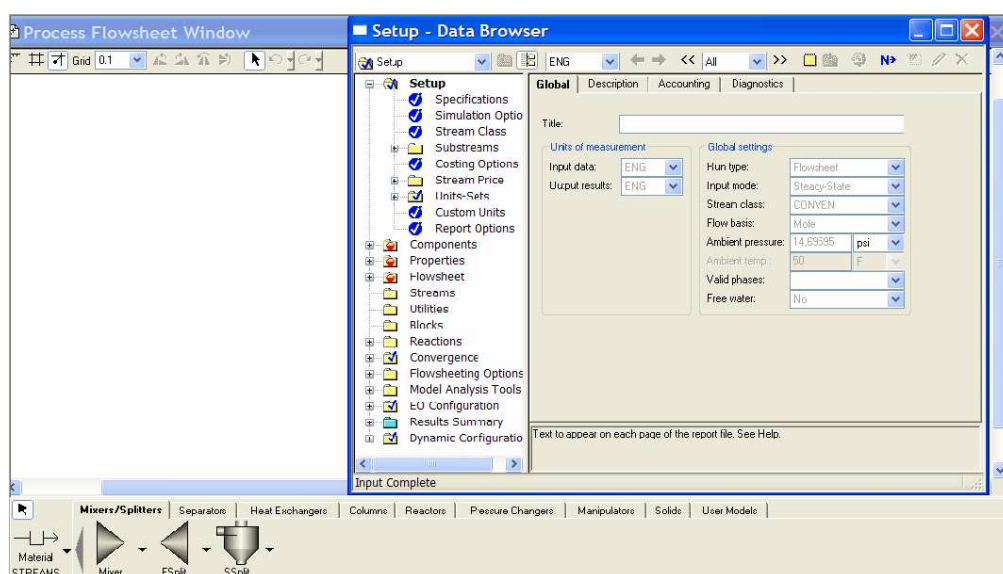 Process Flowsheet Window
Grid 0.1
Setup - Data Browser
Setup ENG << All >> N>
Setup
Specifications
Simulation Optio
Stream Class
Substreams
Costing Options
Stream Price
Units-Sets
Custom Units
Report Options
Components
Properties
Flowsheet
Streams
Utilities
Blocks
Reactions
Convergence
Flowsheeting Options
Model Analysis Tools
EO Configuration
Results Summary
Dynamic Configuratio
Global Description Accounting Diagnostics
Title:
Units of measurement
Input data: ENG
Output results: ENG
Global settings
Run type: Flowsheet
Input mode: Steady-State
Stream class: CONVEN
Flow basis: Mole
Ambient pressure: 14,69595 psi
Ambient temp.: 50 F
Valid phases:
Free water: No
Text to appear on each page of the report file. See Help.
Input Complete
Mixers/Splitters Separators Heat Exchangers Columns Reactors Pressure Changers Manipulators Solids User Models
Material
STREAMS Mixer FSplit SSplit